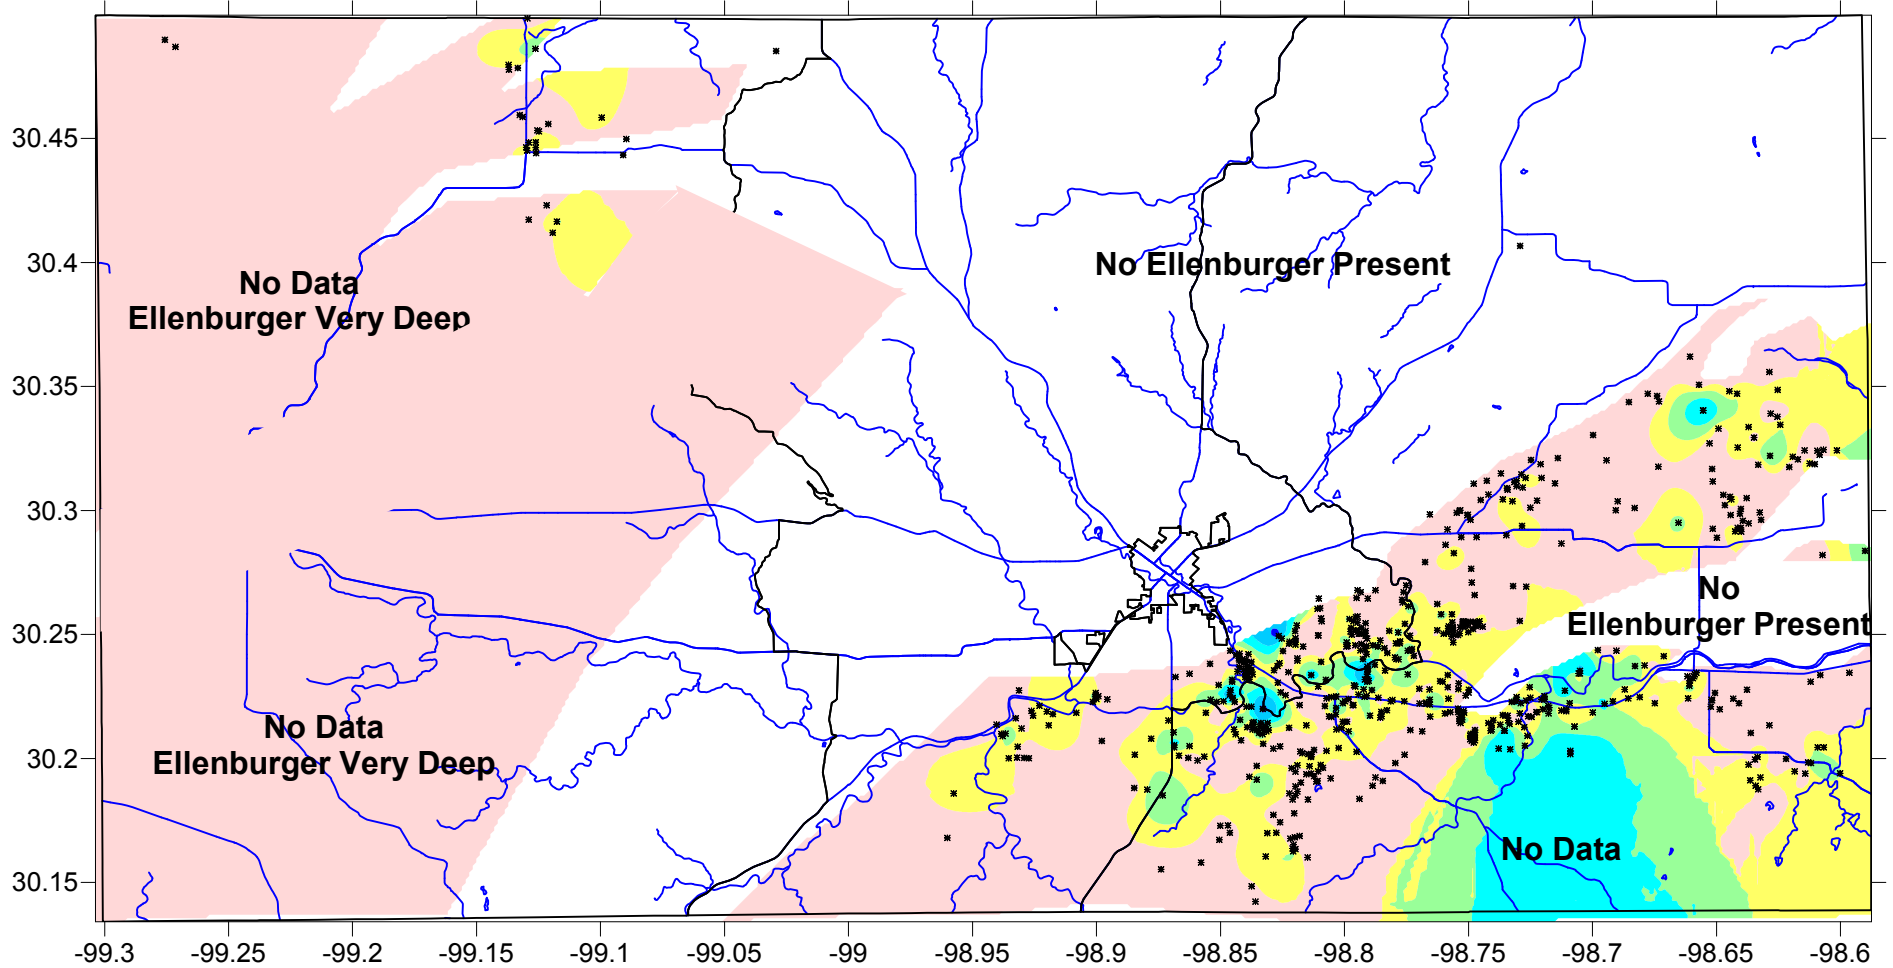 30.45
30.4
30.35
30.3
30.25
30.2
30.15
No Data
Ellenburger Very Deep
No Ellenburger Present
No
Ellenburger Present
No Data
Ellenburger Very Deep
No Data
-99.3 -99.25 -99.2 -99.15 -99.1 -99.05 -99 -98.95 -98.9 -98.85 -98.8 -98.75 -98.7 -98.65 -98.6